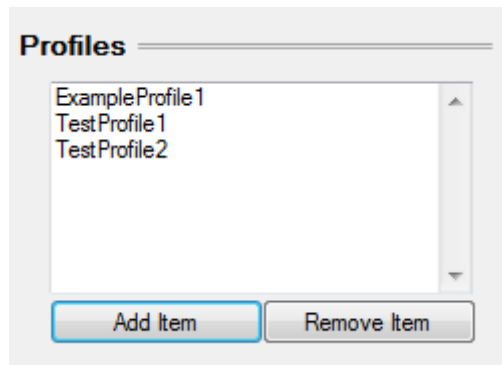 Profiles
ExampleProfile1
TestProfile1
TestProfile2
Add Item Remove Item